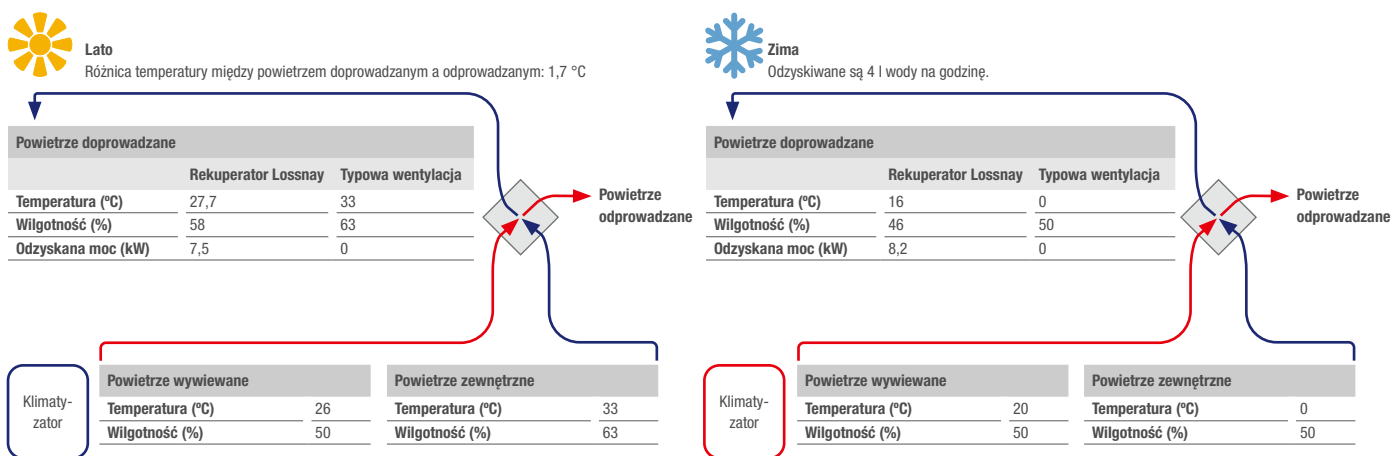 Lato
Różnica temperatury między powietrzem doprowadzanym a odprowadzanym: 1,7 °C
Powietrze doprowadzane
Rekuperator Lossnay Typowa wentylacja
Temperatura (ºC) 27,7 33
Wilgotność (%) 58 63
Odzyskana moc (kW) 7,5 0
Powietrze
odprowadzane
Klimaty-
zator
Powietrze wywiewane
Temperatura (ºC) 26
Wilgotność (%) 50
Powietrze zewnętrzne
Temperatura (ºC) 33
Wilgotność (%) 63
Zima
Odzyskiwane są 4 l wody na godzinę.
Powietrze doprowadzane
Rekuperator Lossnay Typowa wentylacja
Temperatura (ºC) 16 0
Wilgotność (%) 46 50
Odzyskana moc (kW) 8,2 0
Powietrze
odprowadzane
Klimaty-
zator
Powietrze wywiewane
Temperatura (ºC) 20
Wilgotność (%) 50
Powietrze zewnętrzne
Temperatura (ºC) 0
Wilgotność (%) 50